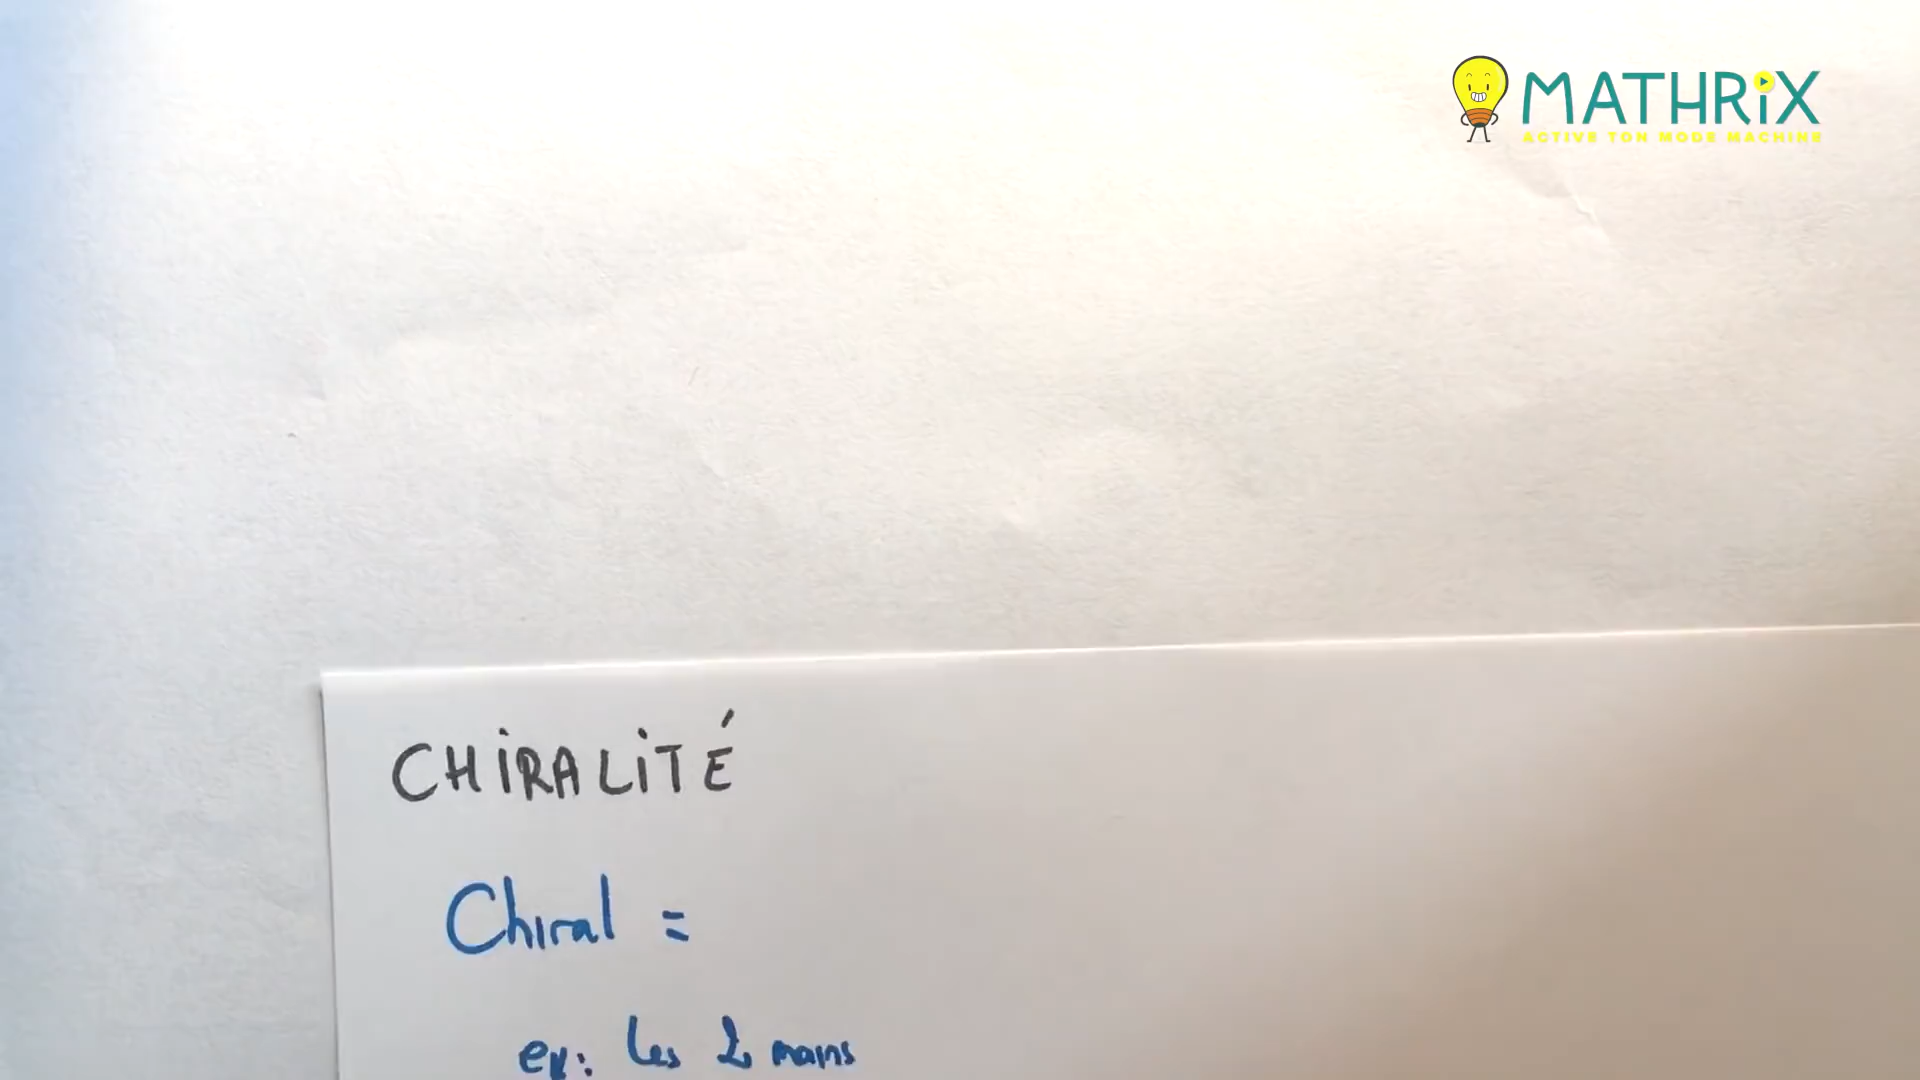 MATHRiX
ACTIVE TON MODE MACHINE
CHiRALiTÉ
Chiral =
ex: les 2 mains